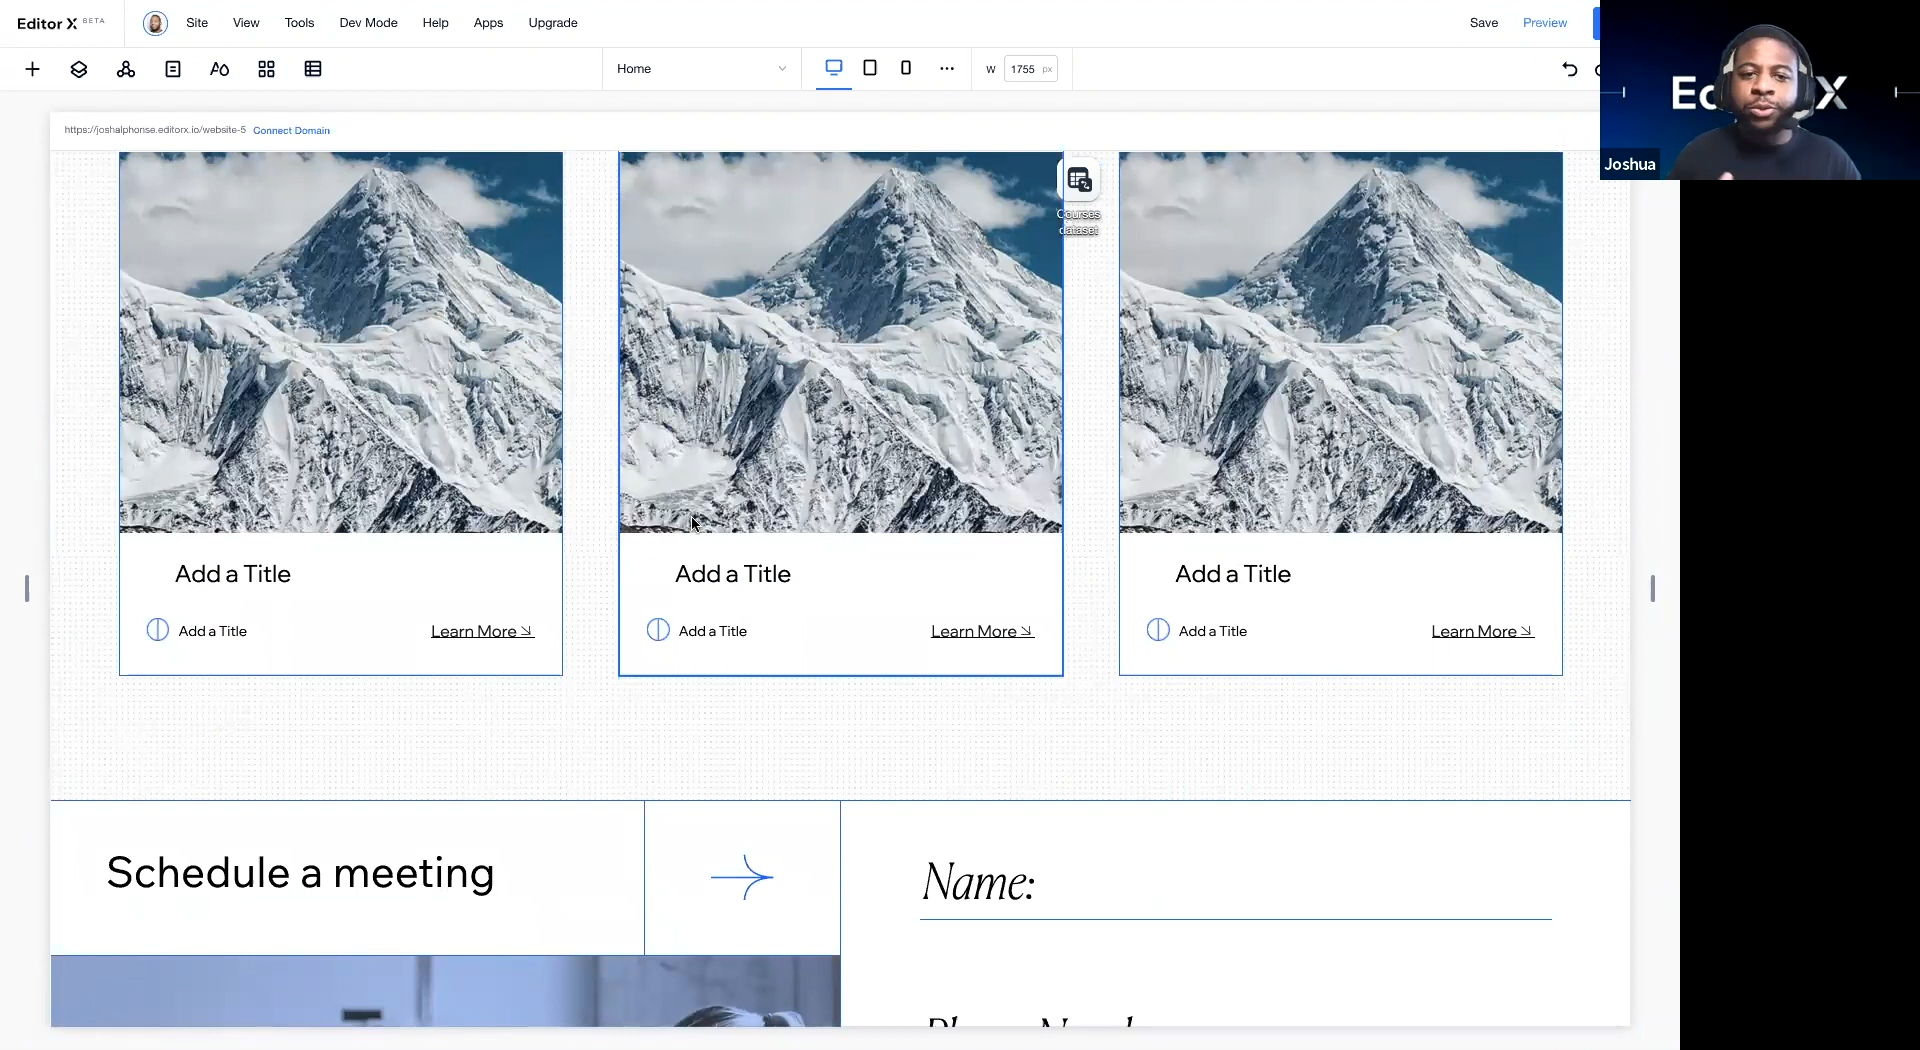 Editor X BETA
Site View Tools Dev Mode Help Apps Upgrade
Save Preview
Home
W 1755 px
https://joshalphonse.editorx.io/website-5 Connect Domain
Joshua
Courses
dataset
Add a Title
Add a Title
Learn More
Add a Title
Add a Title
Learn More
Add a Title
Add a Title
Learn More
Schedule a meeting
Name: